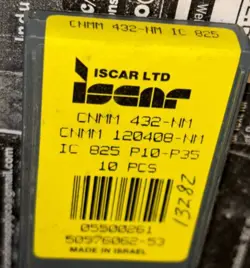 CNMM 432-NM IC 825
ISCAR LTD
iscar
CNMM 432-NM
CNMM 120408-NM
IC 825 P10-P35
10 PCS
13282
05500261
50976062-53
MADE IN ISRAEL